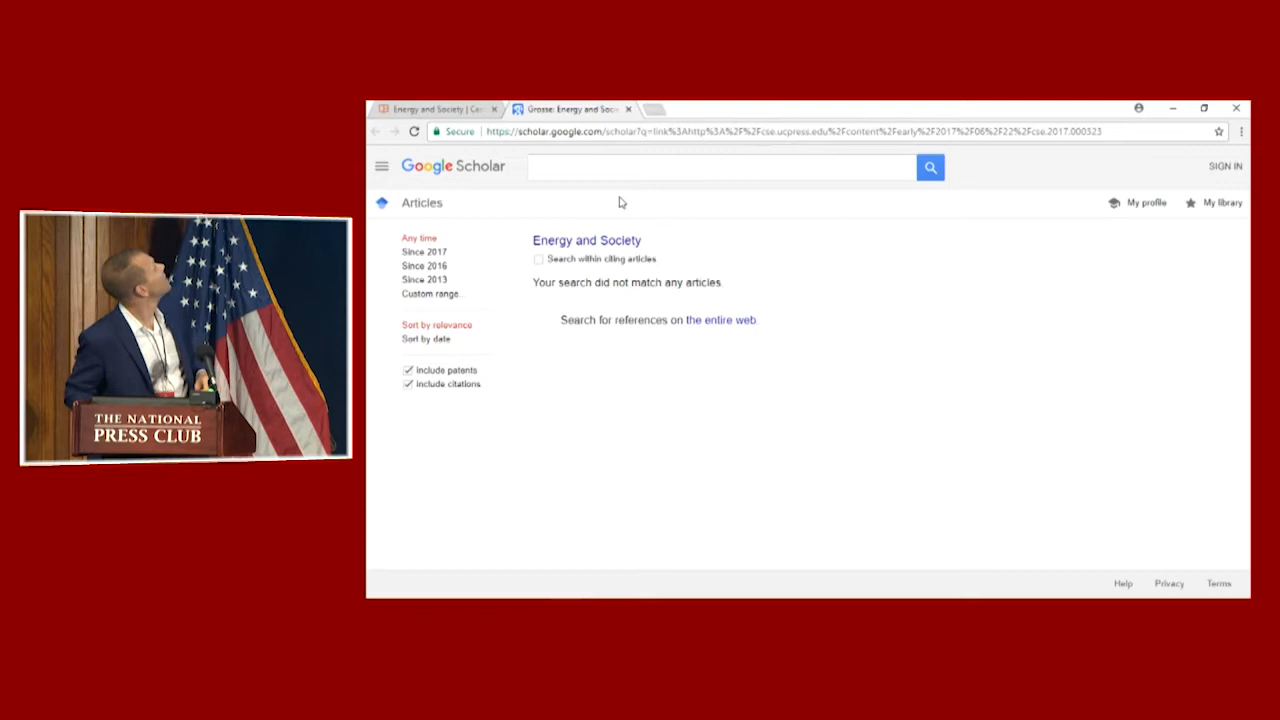 THE NATIONAL
PRESS CLUB
Energy and Society | Ca
Grosse: Energy and Soci
Secure
https://scholar.google.com/scholar?q=link%3Ahttp%3A%2F%2Fcse.ucpress.edu%2Fcontent%2Fearly%2F2017%2F06%2F22%2Fcse.2017.000323
Google Scholar
SIGN IN
Articles
My profile
My library
Any time
Since 2017
Since 2016
Since 2013
Custom range...
Sort by relevance
Sort by date
include patents
include citations
Energy and Society
Search within citing articles
Your search did not match any articles.
Search for references on the entire web
Help
Privacy
Terms